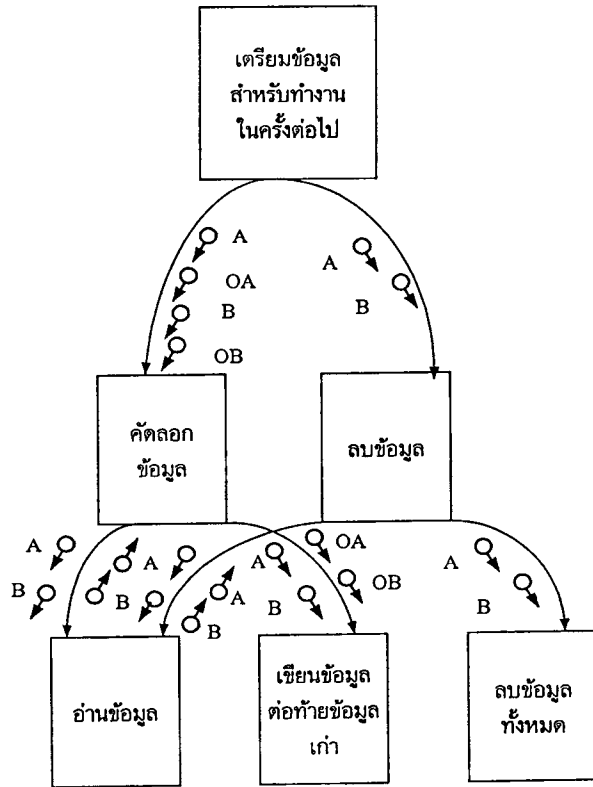 เตรียมข้อมูล
สำหรับทำงาน
ในครั้งต่อไป
A
OA
B
OB
A
B
คัดลอก
ข้อมูล
ลบข้อมูล
A
B
A
B
A
B
A
B
OA
OB
A
B
อ่านข้อมูล
เขียนข้อมูล
ต่อท้ายข้อมูล
เก่า
ลบข้อมูล
ทั้งหมด